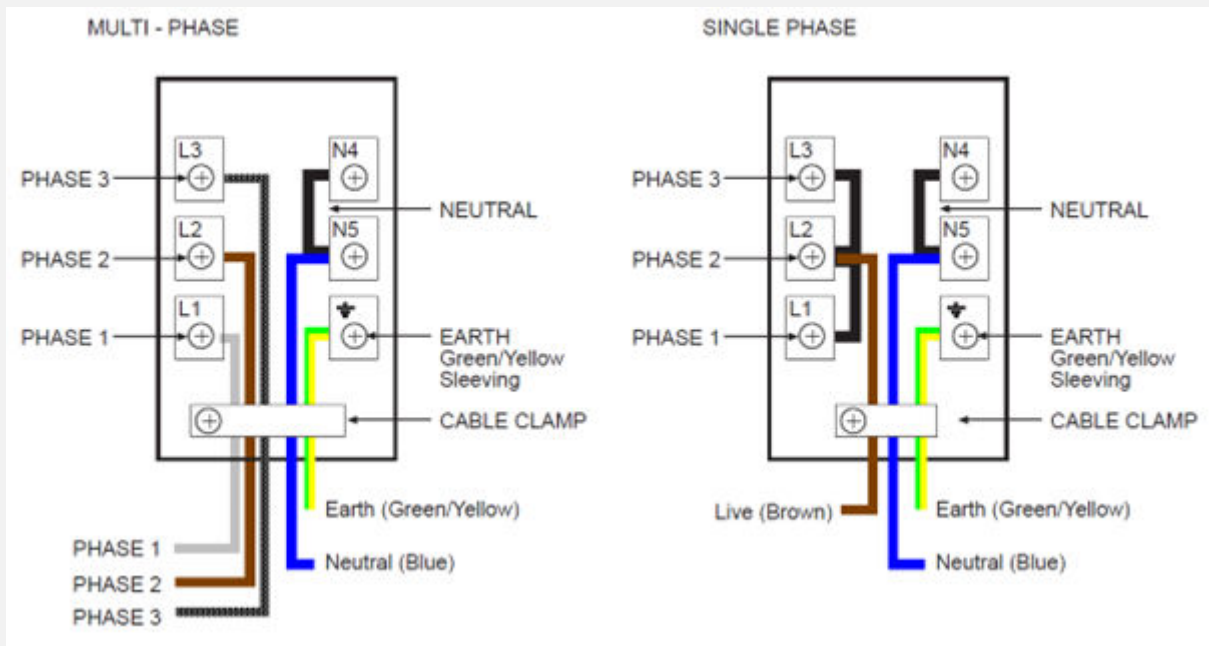 MULTI - PHASE
L3
N4
PHASE 3
NEUTRAL
L2
N5
PHASE 2
L1
PHASE 1
EARTH
Green/Yellow
Sleeving
CABLE CLAMP
Earth (Green/Yellow)
PHASE 1
Neutral (Blue)
PHASE 2
PHASE 3
SINGLE PHASE
L3
N4
PHASE 3
NEUTRAL
L2
N5
PHASE 2
L1
PHASE 1
EARTH
Green/Yellow
Sleeving
CABLE CLAMP
Live (Brown)
Earth (Green/Yellow)
Neutral (Blue)